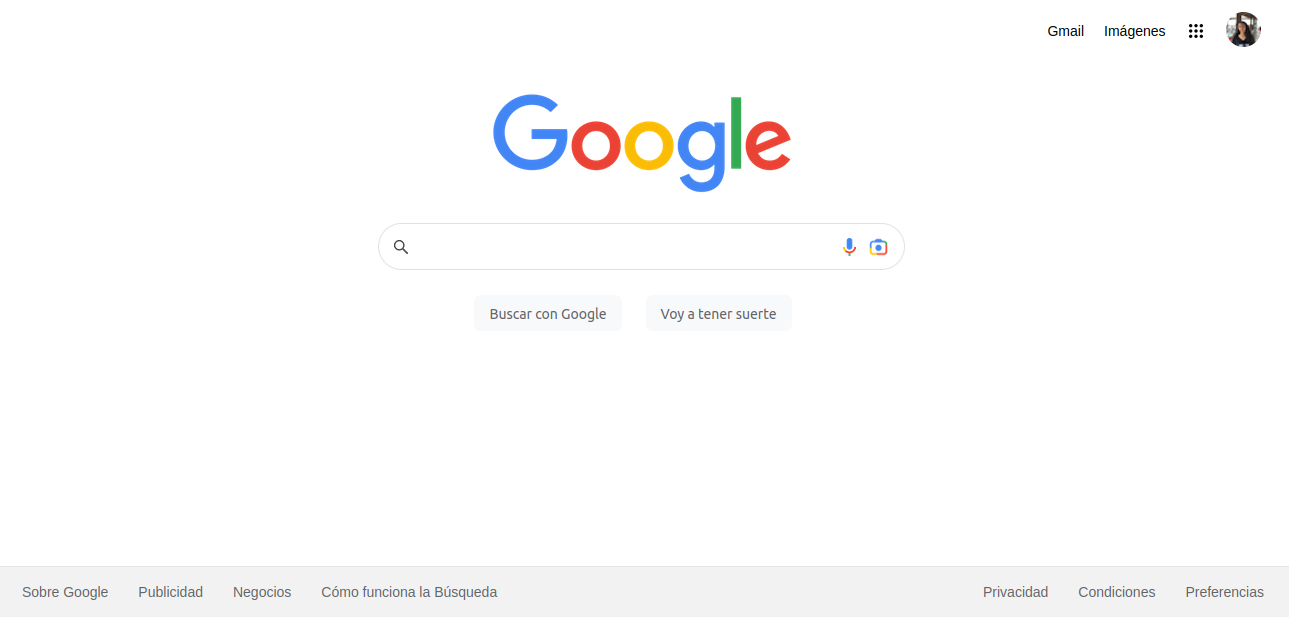 Gmail Imágenes
Google
Buscar con Google Voy a tener suerte
Sobre Google Publicidad Negocios Cómo funciona la Búsqueda Privacidad Condiciones Preferencias